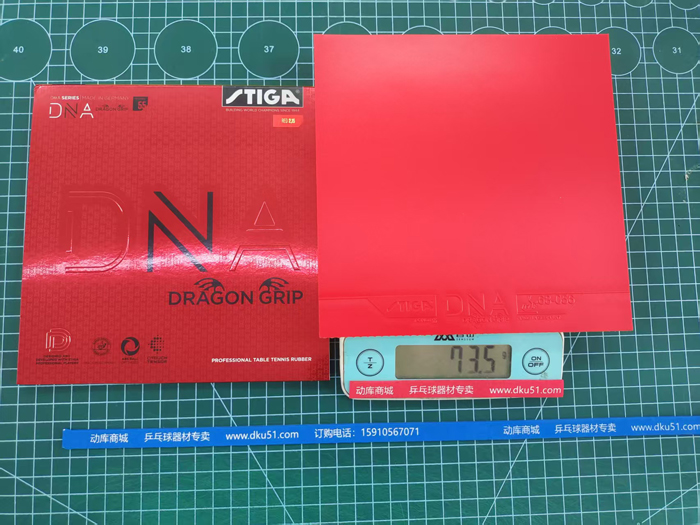 40
39
38
37
32
31
DNA SERIES
DNA
55
STIGA
DNA
DRAGON GRIP
PROFESSIONAL TABLE TENNIS RUBBER
STIGA DNA
73.5
T
Z
ON
OFF
动库商城 乒乓球器材专卖 www.dku51.com
动库商城 乒乓球器材专卖 www.dku51.com 订购电话：15910567071 动库商城 乒乓球器材专卖 www.dku51.com